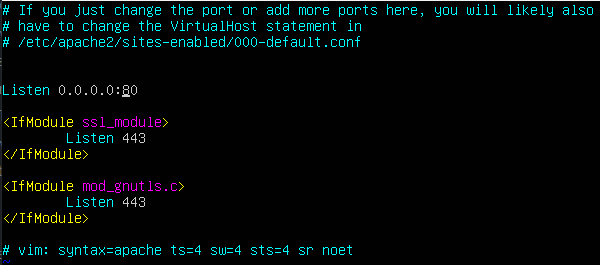 # If you just change the port or add more ports here, you will likely also
# have to change the VirtualHost statement in
# /etc/apache2/sites-enabled/000-default.conf
Listen 0.0.0.0:80
<IfModule ssl_module>
Listen 443
</IfModule>
<IfModule mod_gnutls.c>
Listen 443
</IfModule>
# vim: syntax=apache ts=4 sw=4 sts=4 sr noet